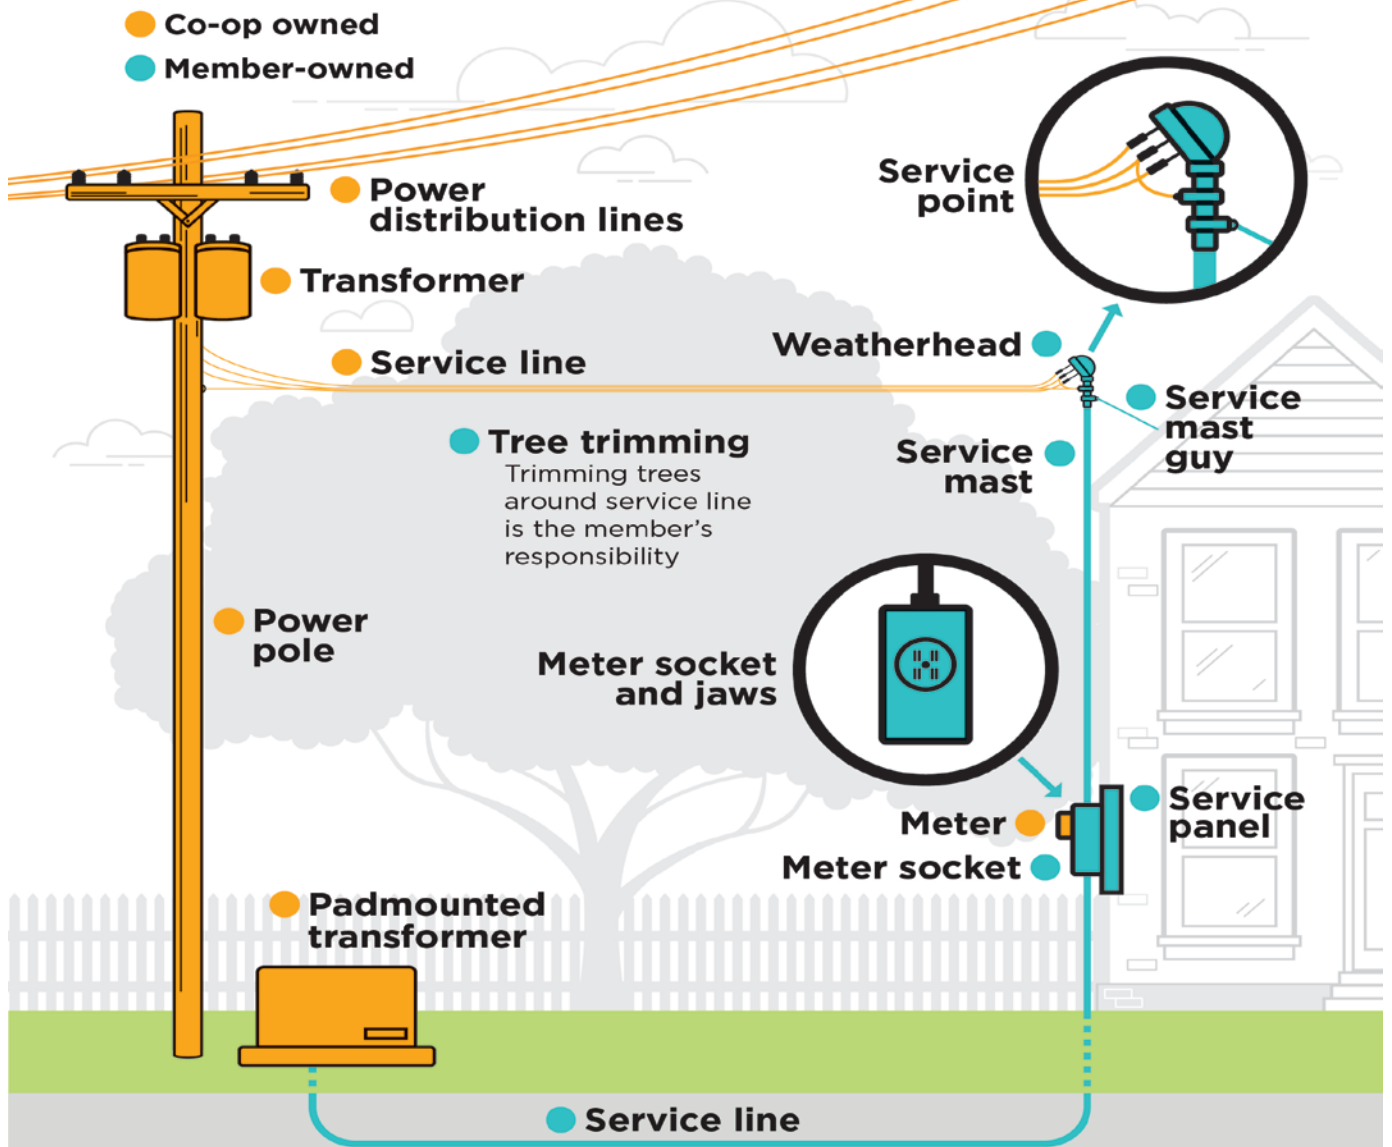 Co-op owned
Member-owned
Power
distribution lines
Service
point
Transformer
Weatherhead
Service line
Service
mast
guy
Tree trimming
Trimming trees
around service line
is the member's
responsibility
Service
mast
Power
pole
Meter socket
and jaws
Service
panel
Meter
Meter socket
Padmounted
transformer
Service line